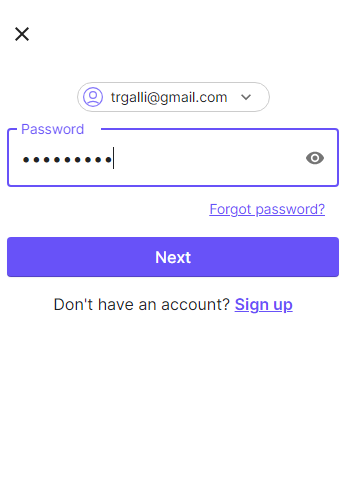 trgalli@gmail.com
Password
•••••••••
Forgot password?
Next
Don't have an account? Sign up